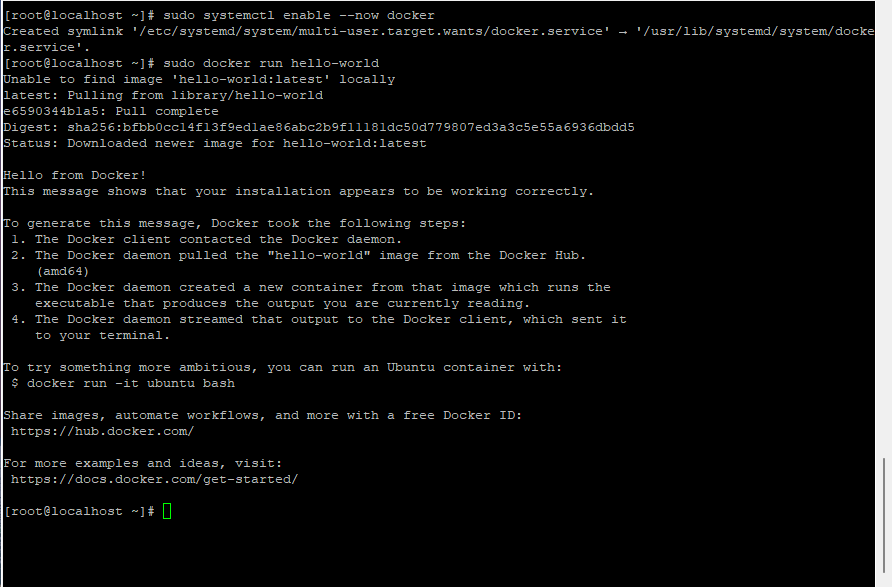 [root@localhost ~]# sudo systemctl enable --now docker
Created symlink '/etc/systemd/system/multi-user.target.wants/docker.service' → '/usr/lib/systemd/system/docke
r.service'.
[root@localhost ~]# sudo docker run hello-world
Unable to find image 'hello-world:latest' locally
latest: Pulling from library/hello-world
e6590344b1a5: Pull complete
Digest: sha256:bfbb0cc14f13f9ed1ae86abc2b9f11181dc50d779807ed3a3c5e55a6936dbdd5
Status: Downloaded newer image for hello-world:latest

Hello from Docker!
This message shows that your installation appears to be working correctly.

To generate this message, Docker took the following steps:
 1. The Docker client contacted the Docker daemon.
 2. The Docker daemon pulled the "hello-world" image from the Docker Hub.
    (amd64)
 3. The Docker daemon created a new container from that image which runs the
    executable that produces the output you are currently reading.
 4. The Docker daemon streamed that output to the Docker client, which sent it
    to your terminal.

To try something more ambitious, you can run an Ubuntu container with:
 $ docker run -it ubuntu bash

Share images, automate workflows, and more with a free Docker ID:
 https://hub.docker.com/

For more examples and ideas, visit:
 https://docs.docker.com/get-started/

[root@localhost ~]#